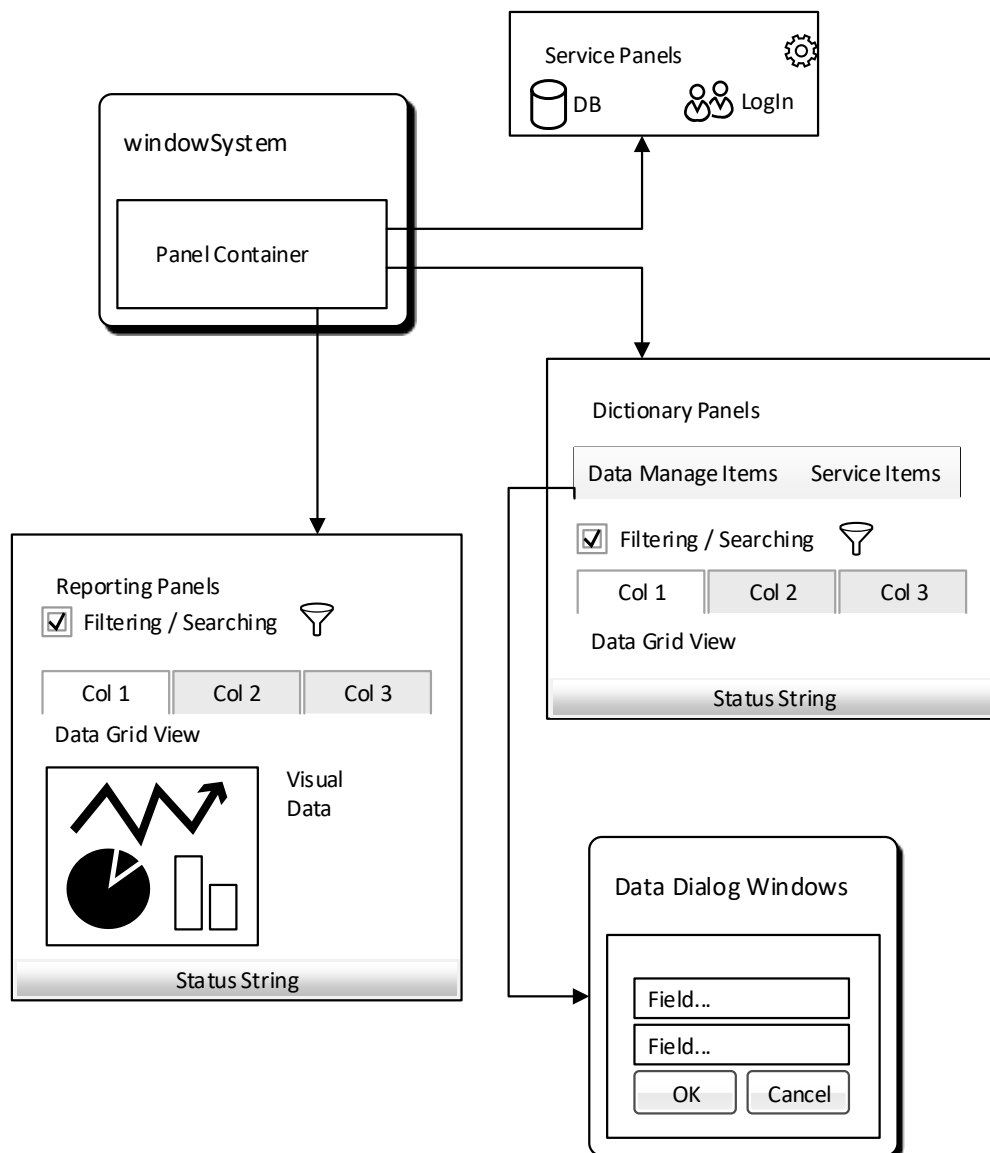 Service Panels
DB
LogIn
windowSystem
Panel Container
Dictionary Panels
Data Manage Items Service Items
Filtering / Searching
Col 1 Col 2 Col 3
Data Grid View
Status String
Reporting Panels
Filtering / Searching
Col 1 Col 2 Col 3
Data Grid View
Visual
Data
Status String
Data Dialog Windows
Field...
Field...
OK Cancel